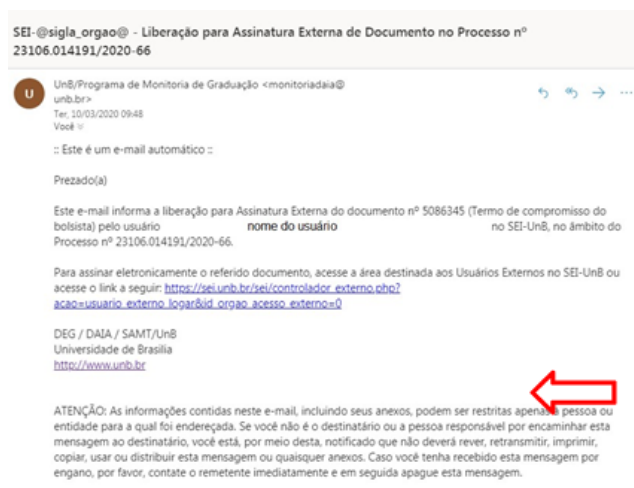 SEI-@sigla_orgao@ - Liberação para Assinatura Externa de Documento no Processo nº
23106.014191/2020-66
U
UnB/Programa de Monitoria de Graduação <monitoriadaia@
unb.br>
Ter, 10/03/2020 09:48
Você
:: Este é um e-mail automático ::
Prezado(a)
Este e-mail informa a liberação para Assinatura Externa do documento nº 5086345 (Termo de compromisso do
bolsista) pelo usuário nome do usuário no SEI-UnB, no âmbito do
Processo nº 23106.014191/2020-66.
Para assinar eletronicamente o referido documento, acesse a área destinada aos Usuários Externos no SEI-UnB ou
acesse o link a seguir: https://sei.unb.br/sei/controlador_externo.php?
acao=usuario_externo_logar&id_orgao_acesso_externo=0
DEG / DAIA / SAMT/UnB
Universidade de Brasilia
http://www.unb.br
ATENÇÃO: As informações contidas neste e-mail, incluindo seus anexos, podem ser restritas apenas à pessoa ou
entidade para a qual foi endereçada. Se você não é o destinatário ou a pessoa responsável por encaminhar esta
mensagem ao destinatário, você está, por meio desta, notificado que não deverá rever, retransmitir, imprimir,
copiar, usar ou distribuir esta mensagem ou quaisquer anexos. Caso você tenha recebido esta mensagem por
engano, por favor, contate o remetente imediatamente e em seguida apague esta mensagem.